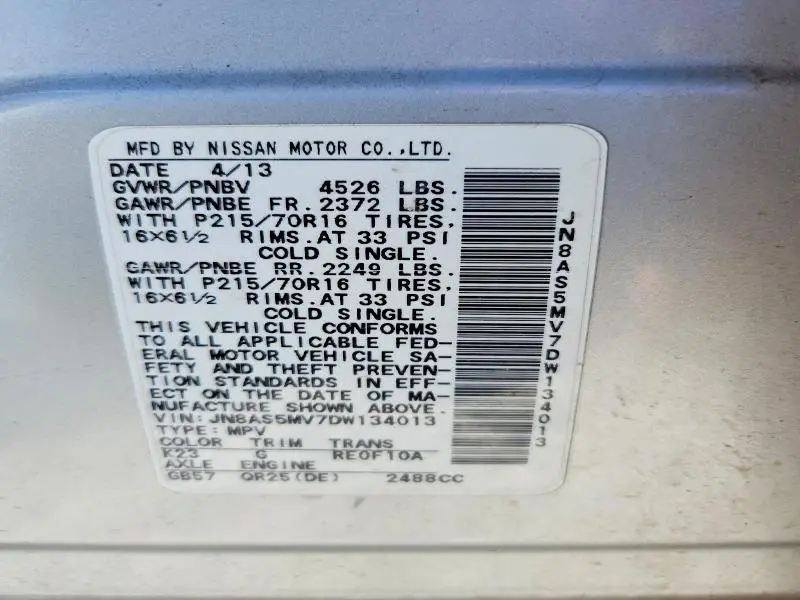 MFD BY NISSAN MOTOR CO.,LTD.
DATE 4/13
GVWR/PNBV 4526 LBS.
GAWR/PNBE FR.2372 LBS.
WITH P215/70R16 TIRES,
16×6½ RIMS.AT 33 PSI
COLD SINGLE.
GAWR/PNBE RR.2249 LBS.
WITH P215/70R16 TIRES,
16×6½ RIMS.AT 33 PSI
COLD SINGLE.
THIS VEHICLE CONFORMS
TO ALL APPLICABLE FED-
ERAL MOTOR VEHICLE SA-
FETY AND THEFT PREVEN-
TION STANDARDS IN EFF-
ECT ON THE DATE OF MA-
NUFACTURE SHOWN ABOVE.
VIN:JN8AS5MV7DW134013
TYPE:MPV
COLOR TRIM TRANS
K23 G RE0F10A
AXLE ENGINE
GB57 QR25(DE) 2488CC
JN8AS5MV7DW134013